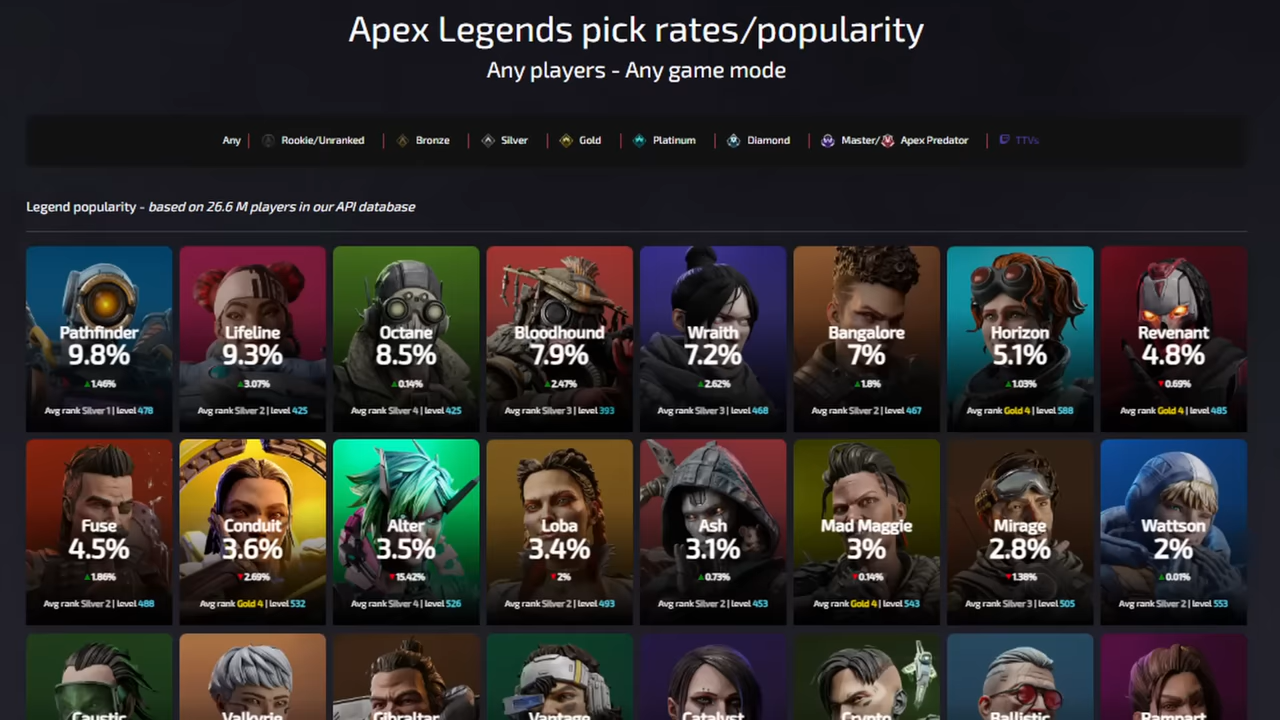 Apex Legends pick rates/popularity
Any players - Any game mode
Any Rookie/Unranked Bronze Silver Gold Platinum Diamond Master/ Apex Predator TTVs
Legend popularity - based on 26.6 M players in our API database
Pathfinder Lifeline Octane Bloodhound Wraith Bangalore Horizon Revenant
9.8% 9.3% 8.5% 7.9% 7.2% 7% 5.1% 4.8%
1.46% 3.07% 0.14% 2.47% 2.62% 1.8% 1.03% 0.69%
Avg rank Silver 1 | level 478 Avg rank Silver 2 | level 425 Avg rank Silver 4 | level 425 Avg rank Silver 3 | level 393 Avg rank Silver 3 | level 468 Avg rank Silver 2 | level 467 Avg rank Gold 4 | level 588 Avg rank Gold 4 | level 485
Fuse Conduit Alter Loba Ash Mad Maggie Mirage Wattson
4.5% 3.6% 3.5% 3.4% 3.1% 3% 2.8% 2%
1.86% 2.69% 15.42% 2% 0.73% 0.14% 1.38% 0.01%
Avg rank Silver 2 | level 488 Avg rank Gold 4 | level 532 Avg rank Silver 4 | level 526 Avg rank Silver 2 | level 493 Avg rank Silver 2 | level 453 Avg rank Gold 4 | level 543 Avg rank Silver 3 | level 505 Avg rank Silver 2 | level 553
Caustic Valkyrie Gibraltar Vantage Catalyst Crypto Ballistic Rampart